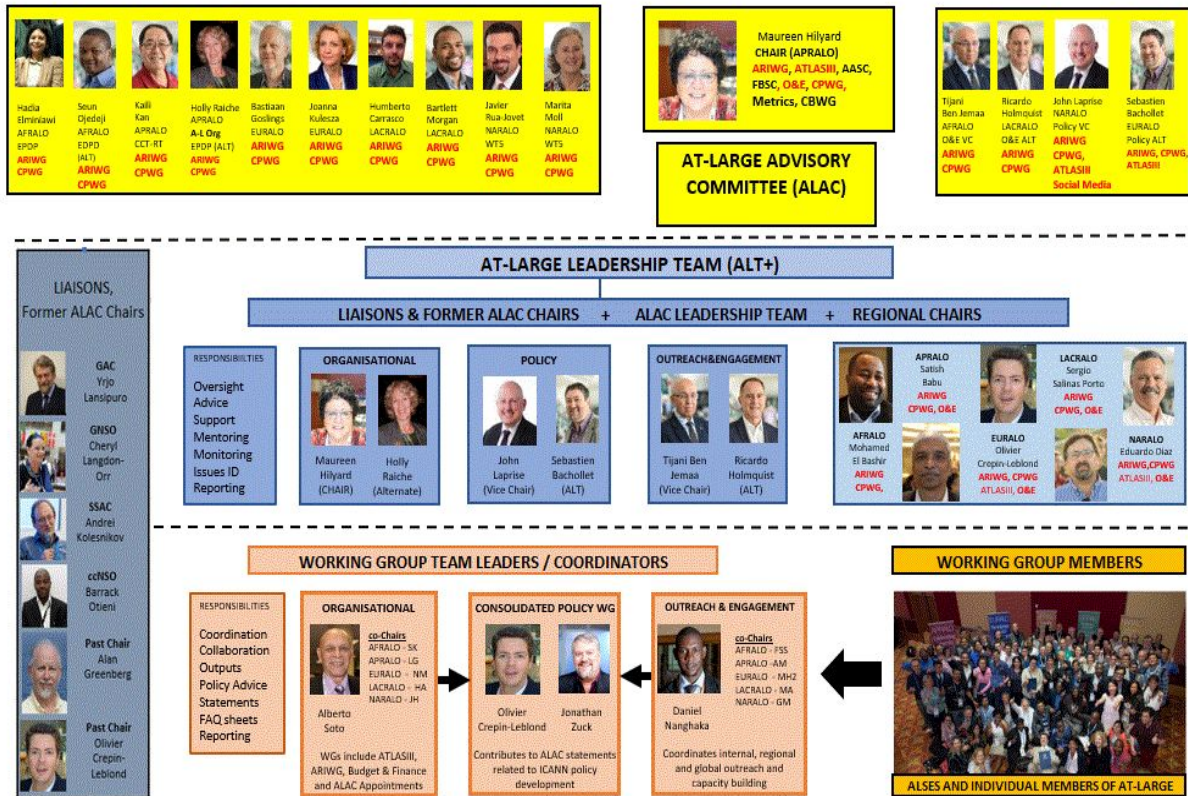 Hadia
Elminiawi
AFRALO
EPDP
ARIWG
CPWG
Seun
Ojedeji
AFRALO
EDPD
(ALT)
ARIWG
CPWG
Kaili
Kan
APRALO
CCT-RT
ARIWG
CPWG
Holly Raiche
APRALO
A-L Org
EPDP (ALT)
ARIWG
CPWG
Bastiaan
Goslings
EURALO
ARIWG
CPWG
Joanna
Kulesza
EURALO
ARIWG
CPWG
Humberto
Carrasco
LACRALO
ARIWG
CPWG
Bartlett
Morgan
LACRALO
ARIWG
CPWG
Javier
Rua-Jovet
NARALO
WT5
ARIWG
CPWG
Marita
Moll
NARALO
WT5
ARIWG
CPWG
Maureen Hilyard
CHAIR (APRALO)
ARIWG, ATLASIII, AASC,
FBSC, O&E, CPWG,
Metrics, CBWG
AT-LARGE ADVISORY
COMMITTEE (ALAC)
Tijani
Ben Jemaa
AFRALO
O&E VC
ARIWG
CPWG
Ricardo
Holmquist
LACRALO
O&E ALT
ARIWG
CPWG
John Laprise
NARALO
Policy VC
ARIWG
CPWG,
ATLASIII
Social Media
Sebastien
Bachollet
EURALO
Policy ALT
ARIWG, CPWG,
ATLASIII
LIAISONS,
Former ALAC Chairs
GAC
Yrjo
Lansipuro
GNSO
Cheryl
Langdon-
Orr
SSAC
Andrei
Kolesnikov
ccNSO
Barrack
Otieni
Past Chair
Alan
Greenberg
Past Chair
Olivier
Crepin-
Leblond
AT-LARGE LEADERSHIP TEAM (ALT+)
LIAISONS & FORMER ALAC CHAIRS + ALAC LEADERSHIP TEAM + REGIONAL CHAIRS
RESPONSIBIILTIES
Oversight
Advice
Support
Mentoring
Monitoring
Issues ID
Reporting
ORGANISATIONAL
Maureen
Hilyard
(CHAIR)
Holly
Raiche
(Alternate)
POLICY
John
Laprise
(Vice Chair)
Sebastien
Bachollet
(ALT)
OUTREACH&ENGAGEMENT
Tijani Ben
Jemaa
(Vice Chair)
Ricardo
Holmquist
(ALT)
APRALO
Satish
Babu
ARIWG
CPWG, O&E
LACRALO
Sergio
Salinas Porto
ARIWG
CPWG, O&E
AFRALO
Mohamed
El Bashir
ARIWG
CPWG,
EURALO
Olivier
Crepin-Leblond
ARIWG, CPWG
ATLASIII, O&E
NARALO
Eduardo Diaz
ARIWG,CPWG
ATLASIII, O&E
WORKING GROUP TEAM LEADERS / COORDINATORS
RESPONSIBILITIES
Coordination
Collaboration
Outputs
Policy Advice
Statements
FAQ sheets
Reporting
ORGANISATIONAL
co-Chairs
AFRALO - SK
APRALO - LG
EURALO - NM
LACRALO - HA
NARALO - JH
Alberto
Soto
WGs include ATLASIII,
ARIWG, Budget & Finance
and ALAC Appointments
CONSOLIDATED POLICY WG
Olivier
Crepin-Leblond
Jonathan
Zuck
Contributes to ALAC statements
related to ICANN policy
development
OUTREACH & ENGAGEMENT
co-Chairs
AFRALO - FSS
APRALO -AM
EURALO - MH2
LACRALO - MA
NARALO - GM
Daniel
Nanghaka
Coordinates internal, regional
and global outreach and
capacity building
WORKING GROUP MEMBERS
ALSES AND INDIVIDUAL MEMBERS OF AT-LARGE